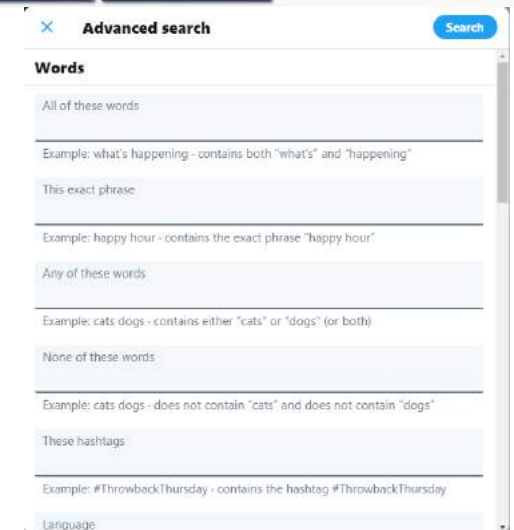 Advanced search
Search
Words
All of these words
Example: what's happening · contains both "what's" and "happening"
This exact phrase
Example: happy hour · contains the exact phrase "happy hour"
Any of these words
Example: cats dogs · contains either "cats" or "dogs" (or both)
None of these words
Example: cats dogs · does not contain "cats" and does not contain "dogs"
These hashtags
Example: #ThrowbackThursday · contains the hashtag #ThrowbackThursday
Language